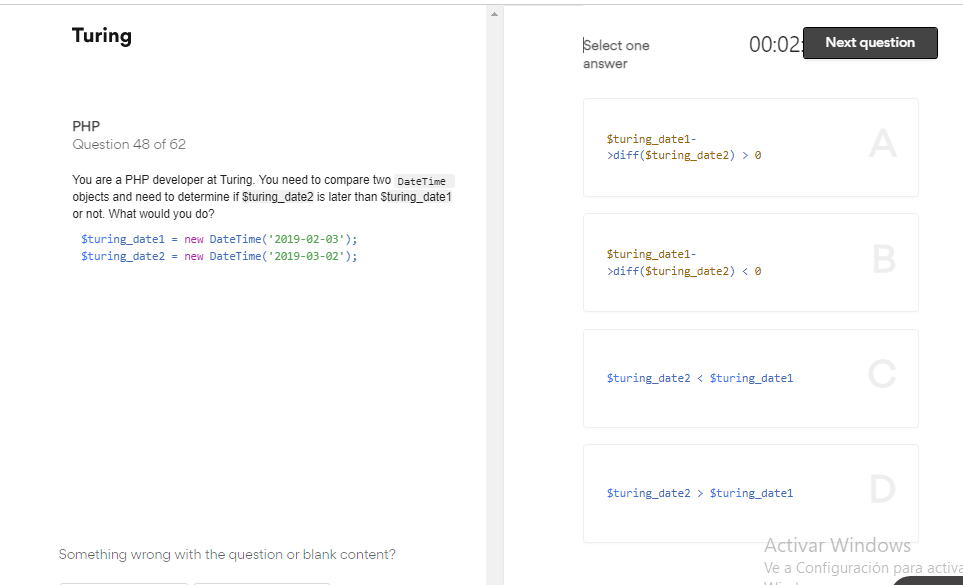 Turing
PHP
Question 48 of 62
You are a PHP developer at Turing. You need to compare two DateTime
objects and need to determine if $turing_date2 is later than $turing_date1
or not. What would you do?
$turing_date1 = new DateTime('2019-02-03');
$turing_date2 = new DateTime('2019-03-02');
Something wrong with the question or blank content?
Select one
answer
00:02:
Next question
$turing_date1-
>diff($turing_date2) > 0
A
$turing_date1-
>diff($turing_date2) < 0
B
$turing_date2 < $turing_date1
C
$turing_date2 > $turing_date1
D
Activar Windows
Ve a Configuración para activa